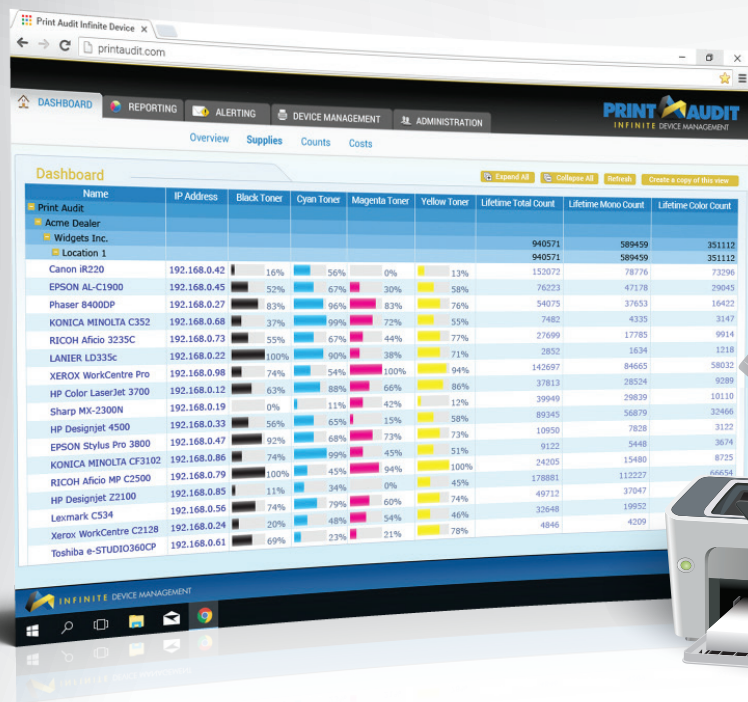 Print Audit Infinite Device
printaudit.com
DASHBOARD REPORTING ALERTING DEVICE MANAGEMENT ADMINISTRATION
PRINT AUDIT
INFINITE DEVICE MANAGEMENT
Overview Supplies Counts Costs
Dashboard Expand All Collapse All Refresh Create a copy of this view
Name IP Address Black Toner Cyan Toner Magenta Toner Yellow Toner Lifetime Total Count Lifetime Mono Count Lifetime Color Count
Print Audit
Acme Dealer
Widgets Inc. 940571 589459 351112
Location 1 940571 589459 351112
Canon iR220 192.168.0.42 16% 56% 0% 13% 152072 78776 73296
EPSON AL-C1900 192.168.0.45 52% 67% 30% 58% 76223 47178 29045
Phaser 8400DP 192.168.0.27 83% 96% 83% 76% 54075 37653 16422
KONICA MINOLTA C352 192.168.0.68 37% 99% 72% 55% 7482 4335 3147
RICOH Aficio 3235C 192.168.0.73 55% 67% 44% 77% 27699 17785 9914
LANIER LD335c 192.168.0.22 100% 90% 38% 71% 2852 1634 1218
XEROX WorkCentre Pro 192.168.0.98 74% 54% 100% 94% 142697 84665 58032
HP Color LaserJet 3700 192.168.0.12 63% 88% 66% 86% 37813 28524 9289
Sharp MX-2300N 192.168.0.19 0% 11% 42% 12% 39949 29839 10110
HP Designjet 4500 192.168.0.33 56% 65% 15% 58% 89345 56879 32466
EPSON Stylus Pro 3800 192.168.0.47 92% 68% 73% 73% 10950 7828 3122
KONICA MINOLTA CF3102 192.168.0.86 74% 99% 45% 51% 9122 5448 3674
RICOH Aficio MP C2500 192.168.0.79 100% 45% 94% 100% 24205 15480 8725
HP Designjet Z2100 192.168.0.85 11% 34% 0% 45% 178881 112227 66654
Lexmark C534 192.168.0.56 74% 79% 60% 74% 49712 37047
Xerox WorkCentre C2128 192.168.0.24 20% 48% 54% 46% 32648 19952
Toshiba e-STUDIO360CP 192.168.0.61 69% 23% 21% 78% 4846 4209
INFINITE DEVICE MANAGEMENT